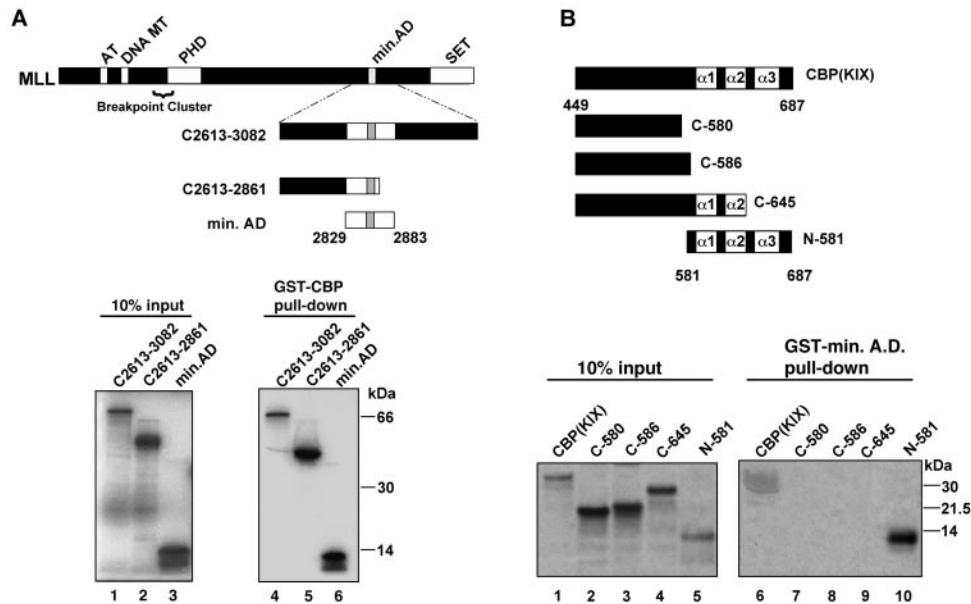 A
AT
DNA MT
PHD
min.AD
SET
MLL
Breakpoint Cluster
C2613-3082
C2613-2861
min. AD
2829 2883
10% input
GST-CBP
pull-down
C2613-3082
C2613-2861
min.AD
C2613-3082
C2613-2861
min.AD
kDa
66
30
14
1 2 3 4 5 6
B
α1 α2 α3 CBP(KIX)
449 687
C-580
C-586
α1 α2 C-645
α1 α2 α3 N-581
581 687
10% input
GST-min. A.D.
pull-down
CBP(KIX)
C-580
C-586
C-645
N-581
CBP(KIX)
C-580
C-586
C-645
N-581
kDa
30
21.5
14
1 2 3 4 5 6 7 8 9 10